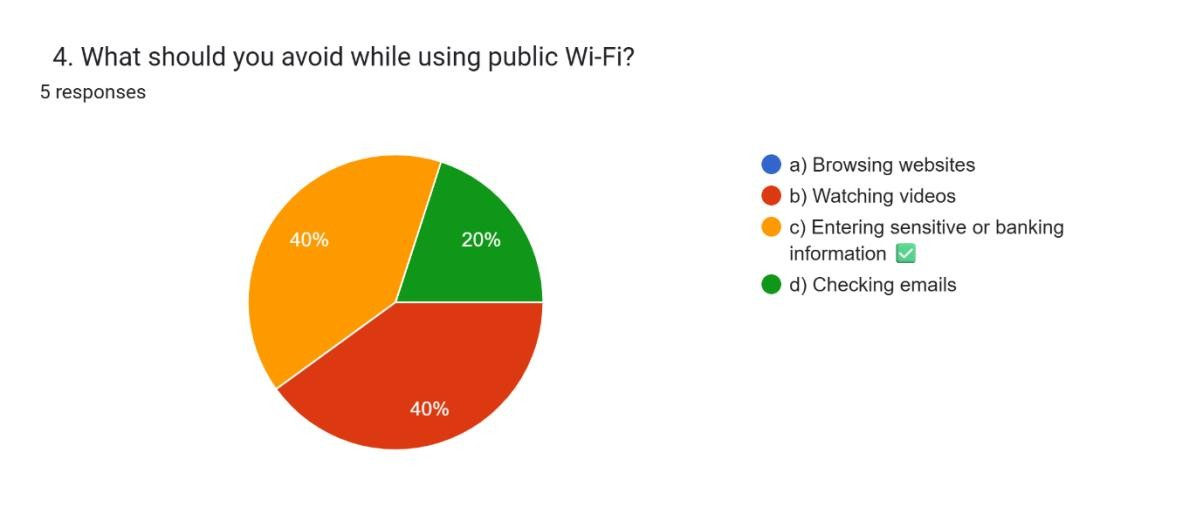 4. What should you avoid while using public Wi-Fi?
5 responses
40%
20%
40%
a) Browsing websites
b) Watching videos
c) Entering sensitive or banking
information ✅
d) Checking emails